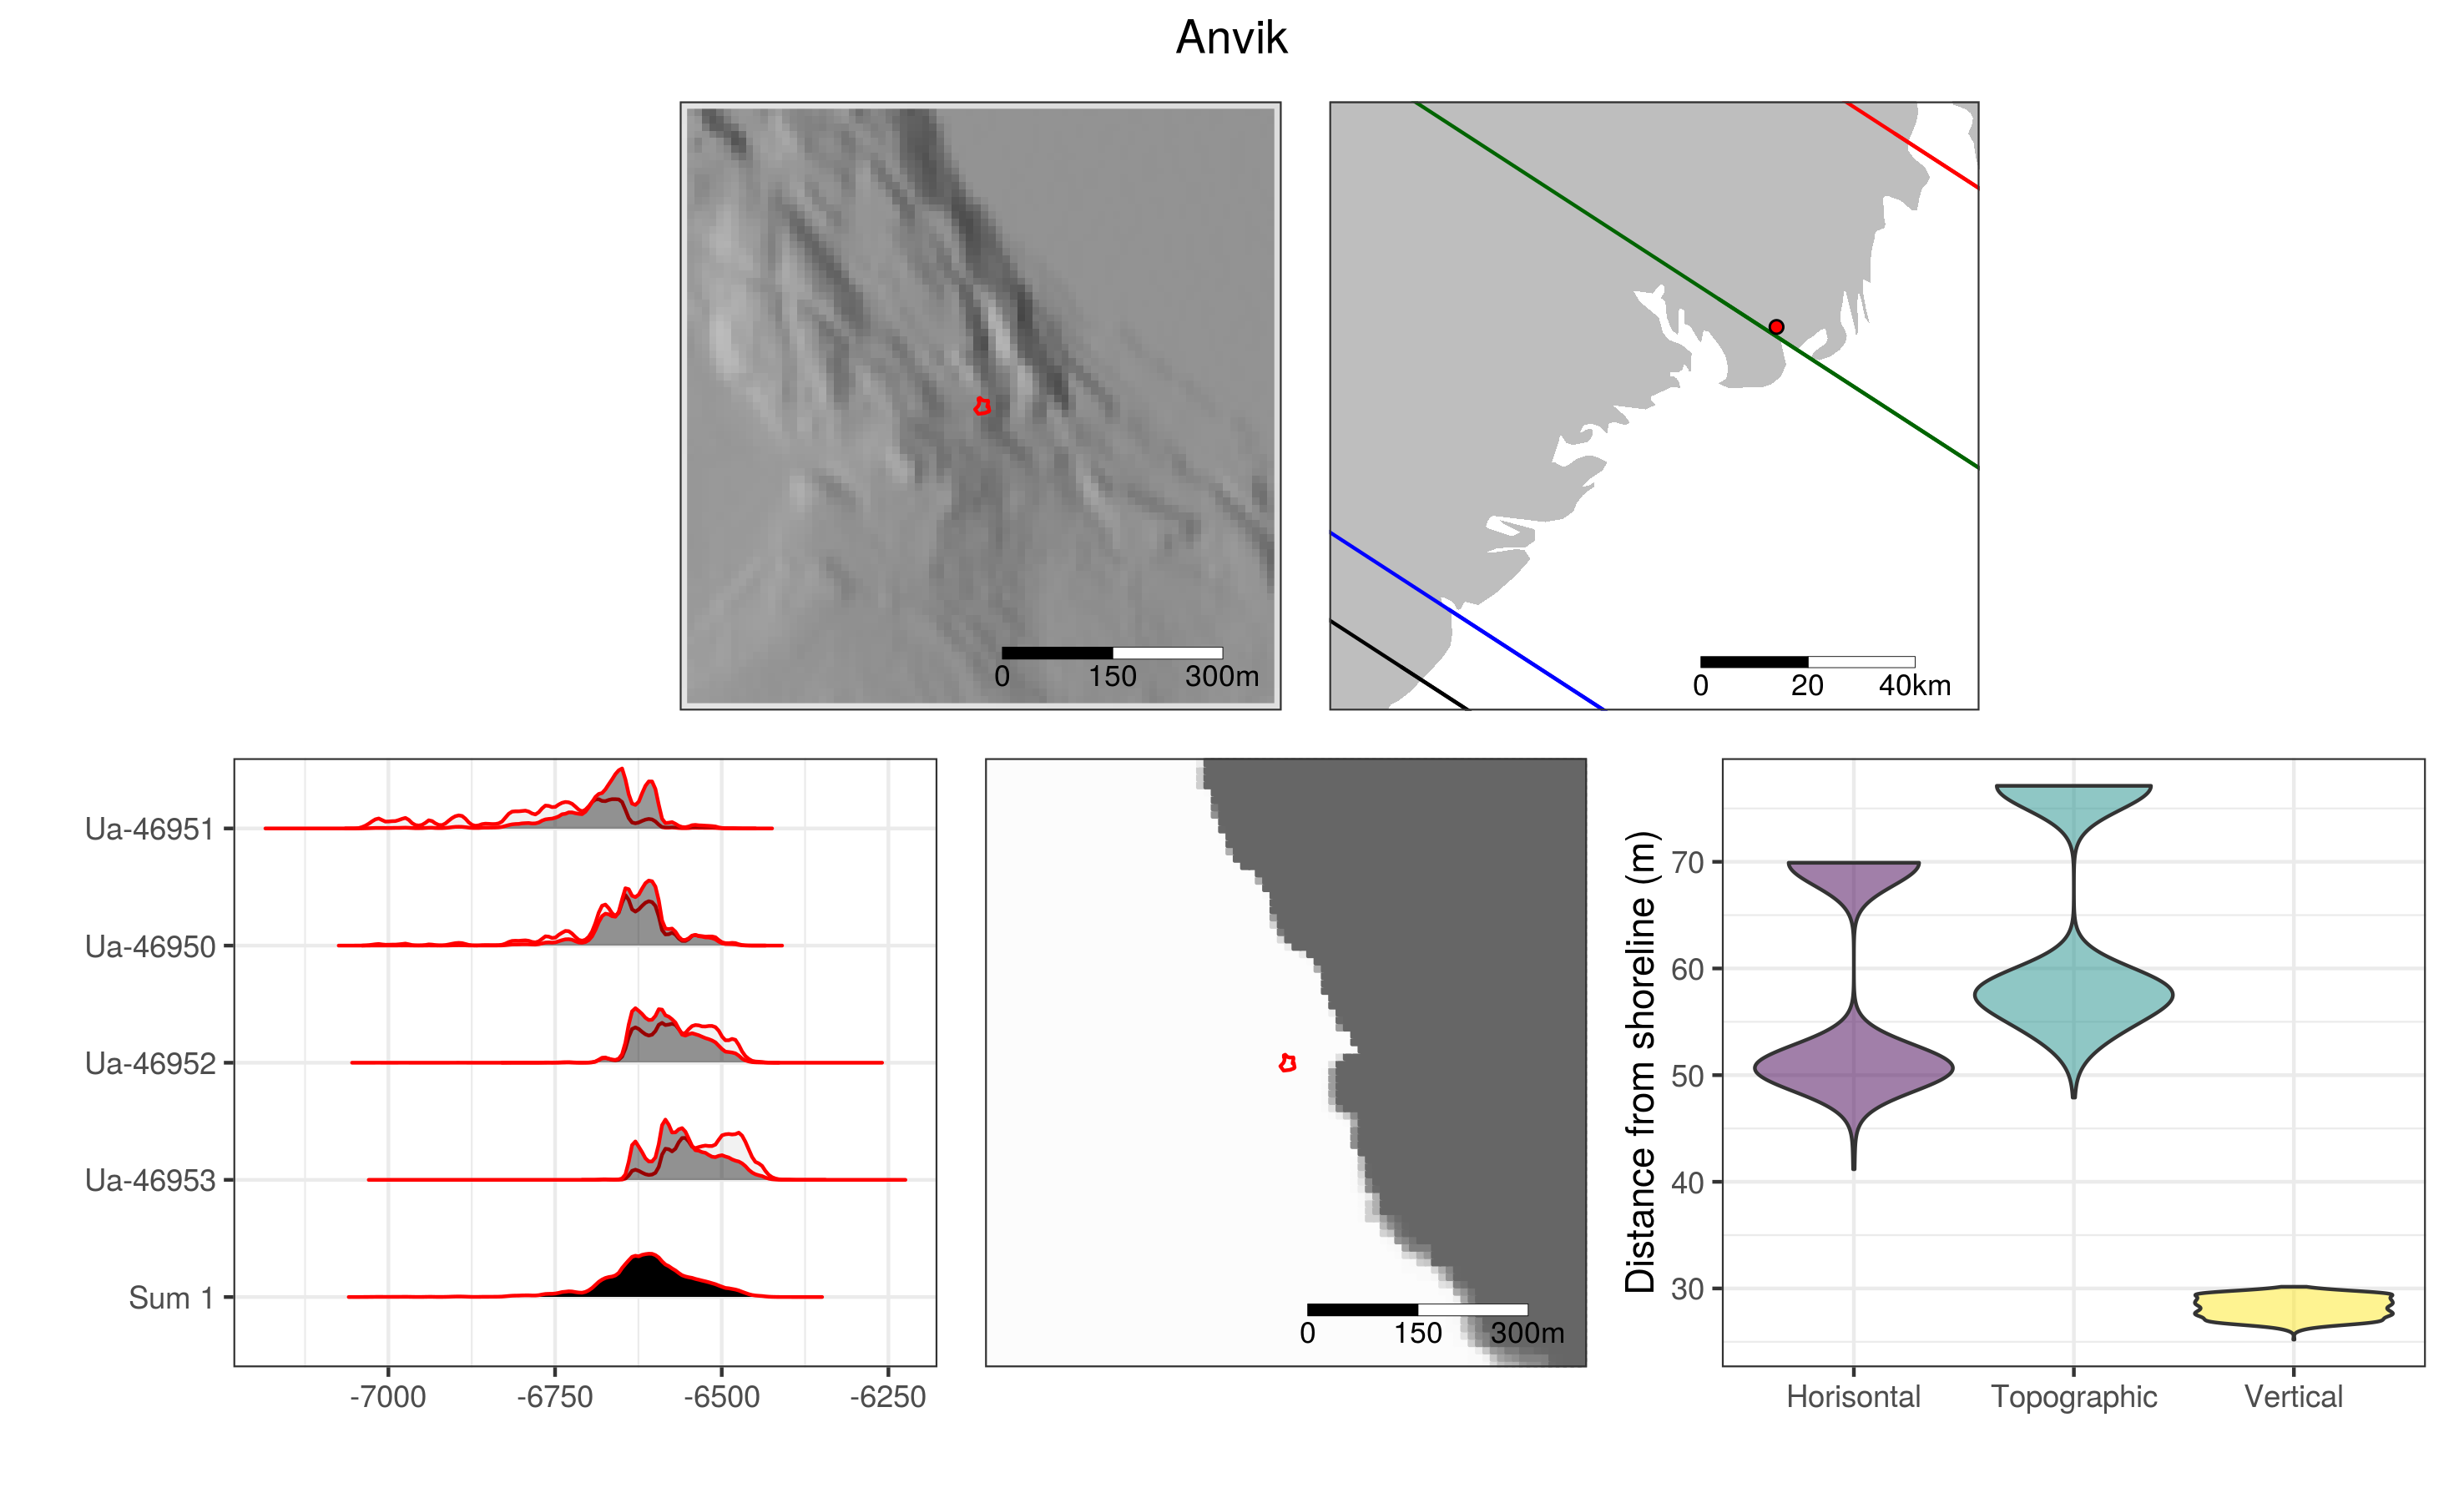 Anvik
0 150 300m
0 20 40km
Ua-46951
Ua-46950
Ua-46952
Ua-46953
Sum 1
-7000 -6750 -6500 -6250
0 150 300m
Distance from shoreline (m)
70
60
50
40
30
Horisontal Topographic Vertical